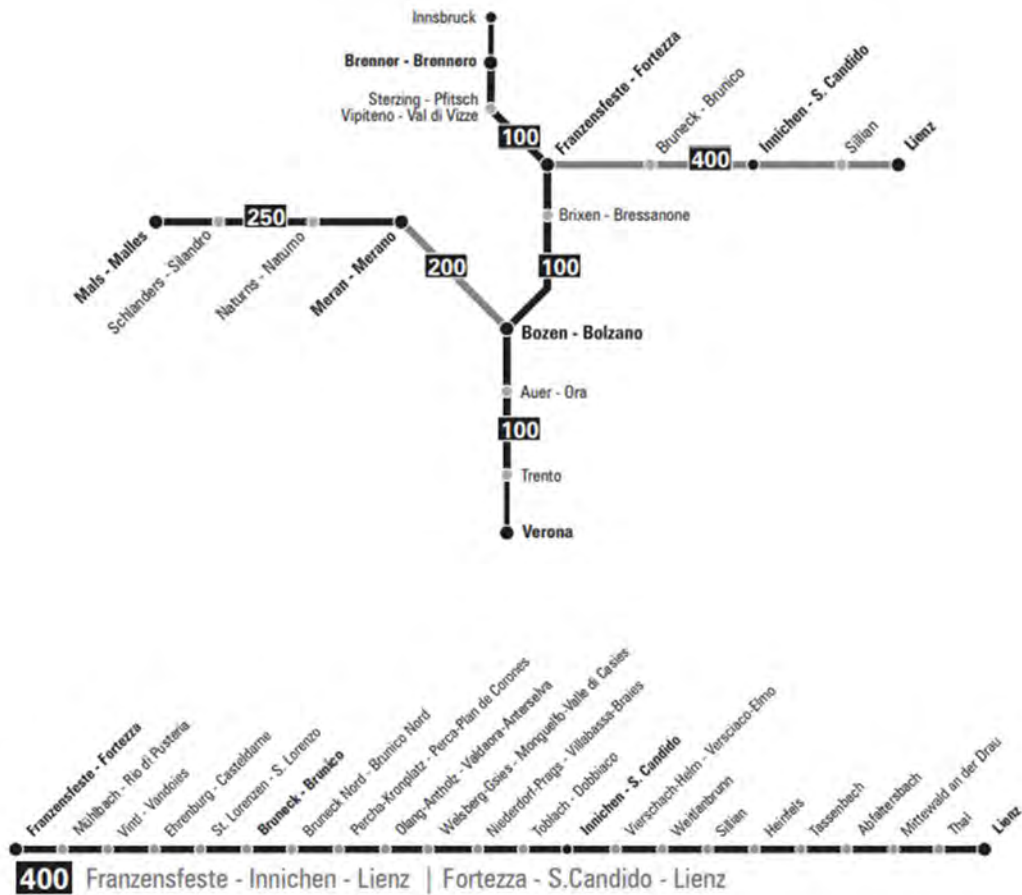 Innsbruck
Brenner - Brennero
Sterzing - Pfitsch
Vipiteno - Val di Vizze
100
Franzensfeste - Fortezza
Bruneck - Brunico
400
Innichen - S. Candido
Sillian
Lienz
Brixen - Bressanone
Mals - Malles
Schlanders - Silandro
250
Naturns - Naturno
Meran - Merano
200
100
Bozen - Bolzano
Auer - Ora
100
Trento
Verona
Franzensfeste - Fortezza
Mühlbach - Rio di Pusteria
Vintl - Vandoies
Ehrenburg - Casteldarne
St. Lorenzen - S. Lorenzo
Bruneck - Brunico
Bruneck Nord - Brunico Nord
Percha-Kronplatz - Perca-Plan de Corones
Olang-Antholz - Valdaora-Anterselva
Welsberg-Gsies - Monguelfo-Valle di Casies
Niederdorf-Prags - Villabassa-Braies
Toblach - Dobbiaco
Innichen - S. Candido
Vierschach-Helm - Versciaco-Elmo
Weitlanbrunn
Sillian
Heinfels
Tassenbach
Abfaltersbach
Mittewald an der Drau
Thal
Lienz
400 Franzensfeste - Innichen - Lienz | Fortezza - S.Candido - Lienz